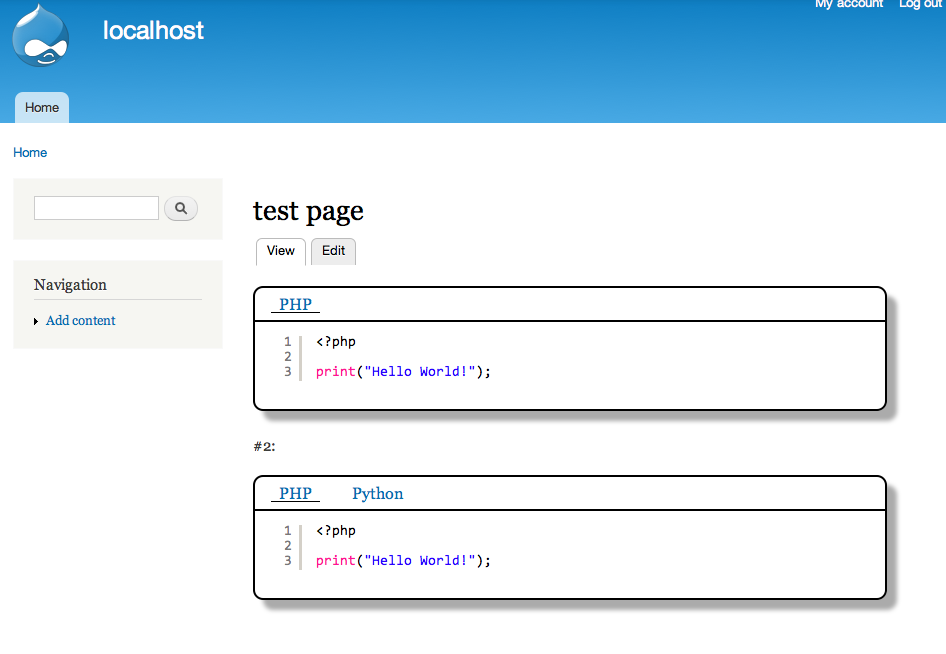 My account Log out
localhost
Home
Home
test page
View Edit
Navigation
Add content
PHP
1 <?php
2
3 print("Hello World!");
#2:
PHP Python
1 <?php
2
3 print("Hello World!");